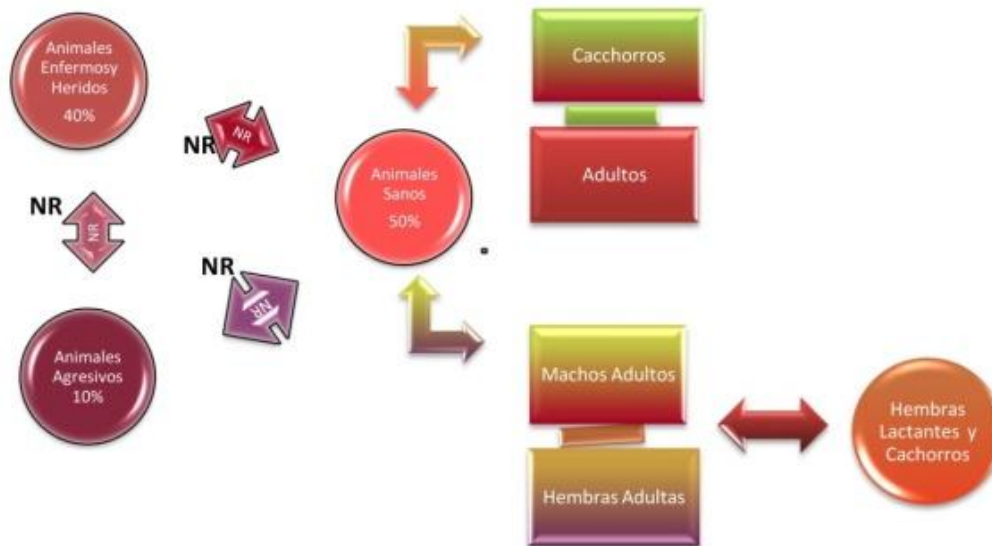 Animales
Enfermosy
Heridos
40%
NR
NR
NR
NR
Animales
Agresivos
10%
NR
NR
Animales
Sanos
50%
Cacchorros
Adultos
Machos Adultos
Hembras Adultas
Hembras
Lactantes y
Cachorros